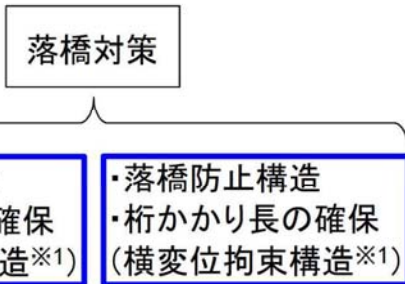 落橋対策
確保
造※1)
・落橋防止構造
・桁かかり長の確保
(横変位拘束構造※1)